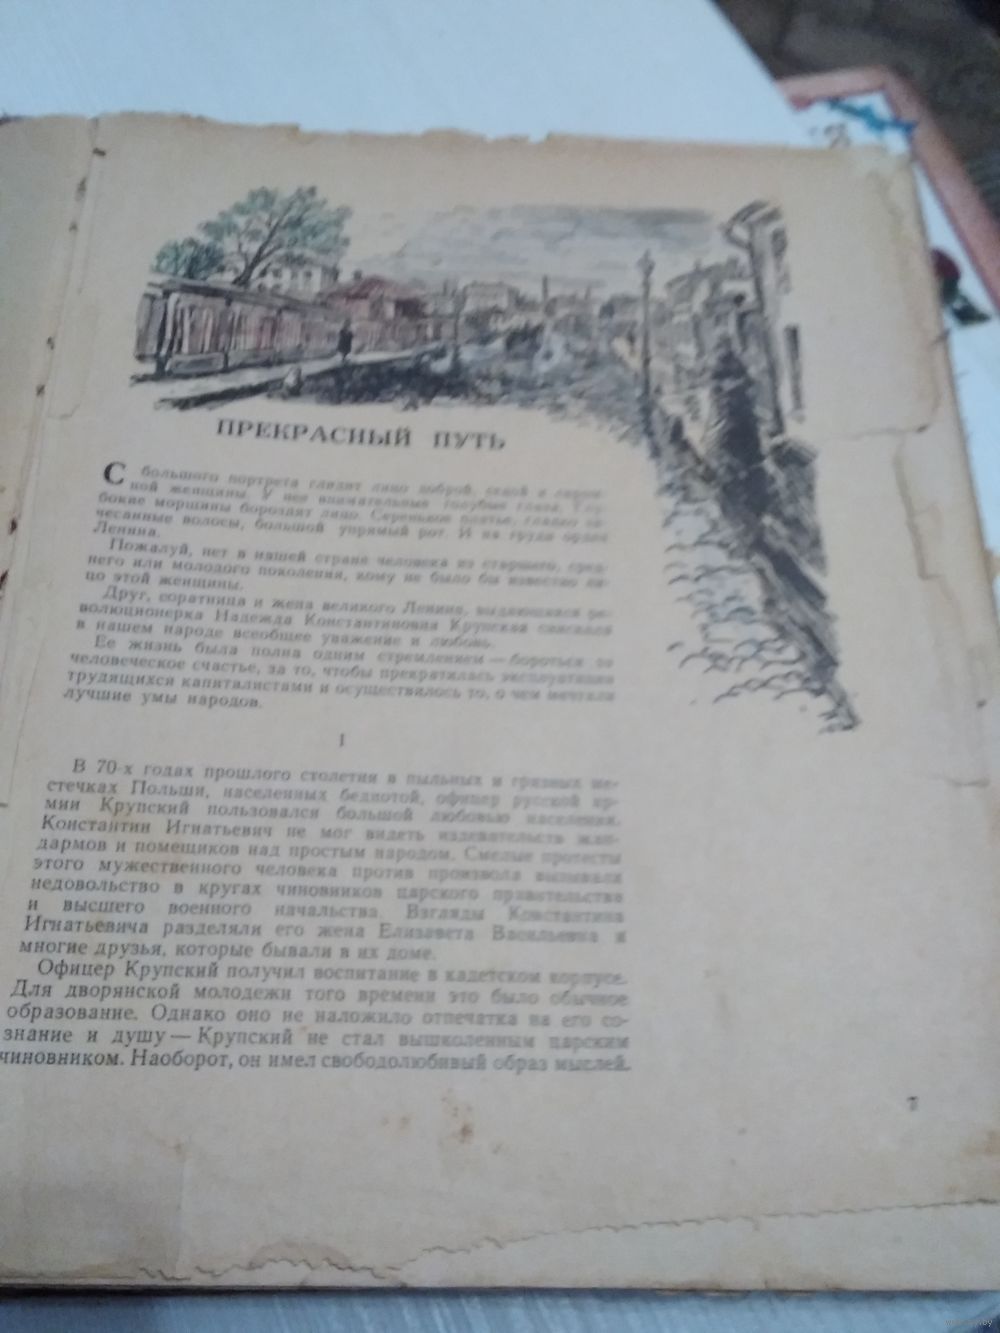 ПРЕКРАСНЫЙ ПУТЬ
С большого портрета глядит лицо доброй, седой и
ной женщины. У нее внимательные голубые глаза. Глу-
бокие морщины бороздят лицо. Серенькое платье, гладко за-
чесанные волосы, большой упрямый рот. И на груди орден
Ленина.
Пожалуй, нет в нашей стране человека из старшего, сред-
него или молодого поколения, кому не было бы известно ли-
цо этой женщины.
Друг, соратница и жена великого Ленина, выдающаяся ре-
волюционерка Надежда Константиновна Крупская снискала
в нашем народе всеобщее уважение и любовь.
Ее жизнь была полна одним стремлением — бороться за
человеческое счастье, за то, чтобы прекратилась эксплуатация
трудящихся капиталистами и осуществилось то, о чем мечтали
лучшие умы народов.
I
В 70-х годах прошлого столетия в пыльных и грязных ме-
стечках Польши, населенных беднотой, офицер русской ар-
мии Крупский пользовался большой любовью населения.
Константин Игнатьевич не мог видеть издевательств жан-
дармов и помещиков над простым народом. Смелые протесты
этого мужественного человека против произвола вызывали
недовольство в кругах чиновников царского правительства
и высшего военного начальства. Взгляды Константина
Игнатьевича разделяли его жена Елизавета Васильевна и
многие друзья, которые бывали в их доме.
Офицер Крупский получил воспитание в кадетском корпусе.
Для дворянской молодежи того времени это было обычное
образование. Однако оно не наложило отпечатка на его со-
знание и душу — Крупский не стал вышколенным царским
чиновником. Наоборот, он имел свободолюбивый образ мыслей.
7